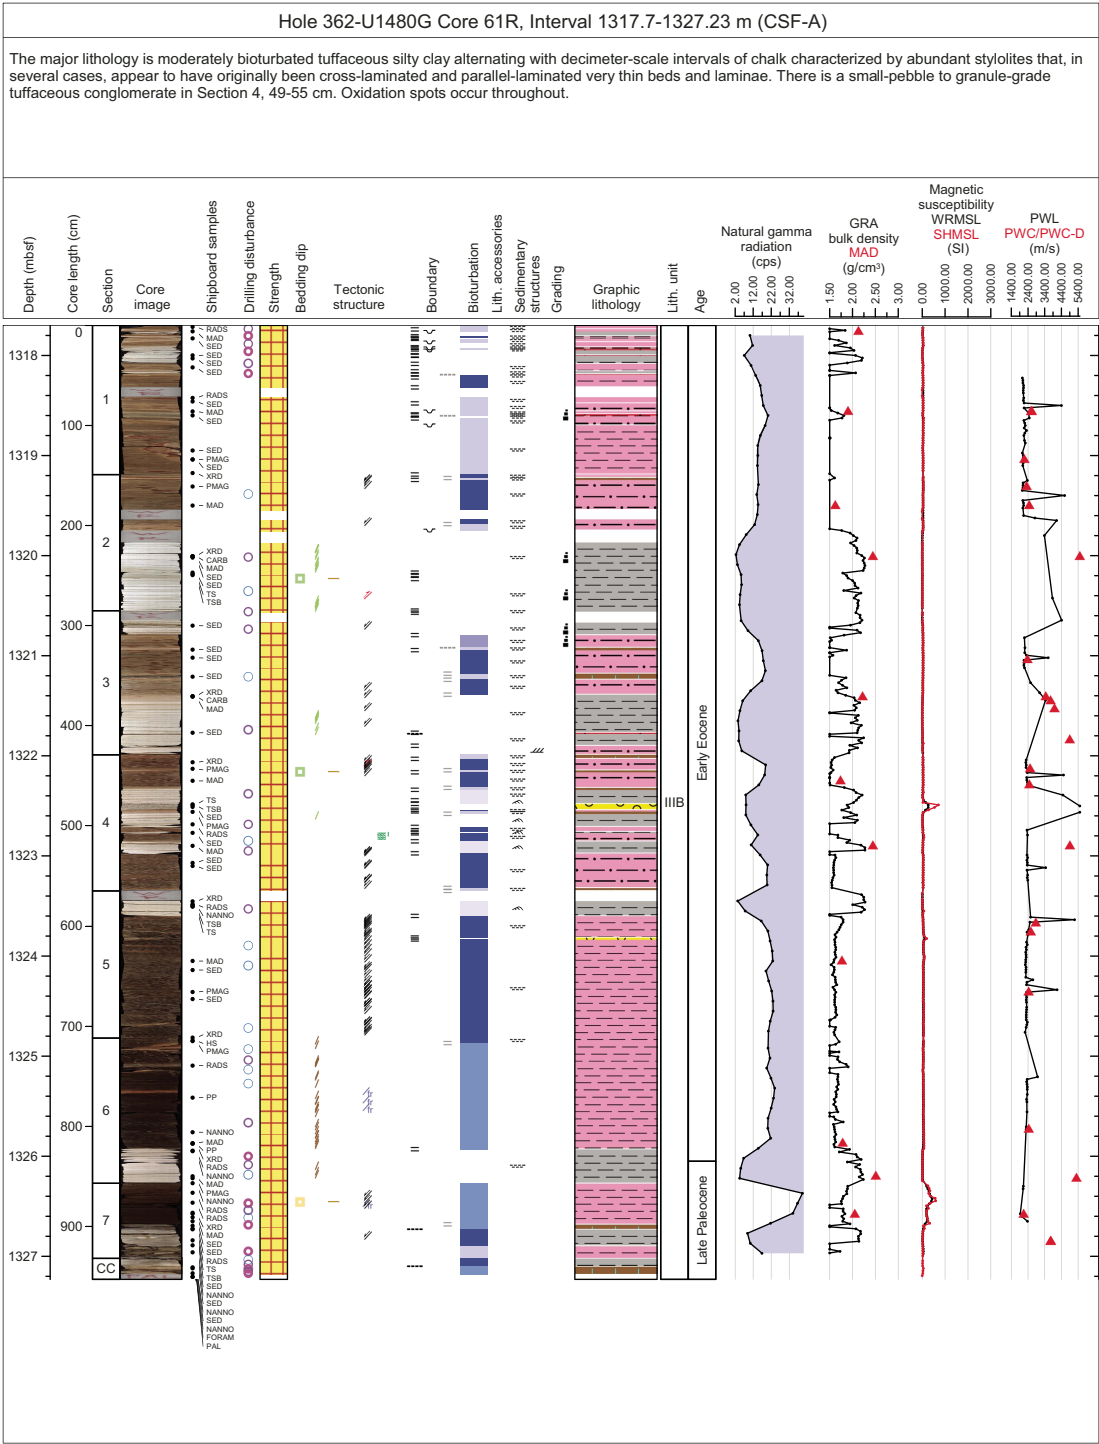 Hole 362-U1480G Core 61R, Interval 1317.7-1327.23 m (CSF-A)
The major lithology is moderately bioturbated tuffaceous silty clay alternating with decimeter-scale intervals of chalk characterized by abundant stylolites that, in
several cases, appear to have originally been cross-laminated and parallel-laminated very thin beds and laminae. There is a small-pebble to granule-grade
tuffaceous conglomerate in Section 4, 49-55 cm. Oxidation spots occur throughout.
Depth (mbsf)
Core length (cm)
Section
Core
image
Shipboard samples
Drilling disturbance
Strength
Bedding dip
Tectonic
structure
Boundary
Bioturbation
Lith. accessories
Sedimentary
structures
Grading
Graphic
lithology
Lith. unit
Age
Natural gamma
radiation
(cps)
2.00
12.00
22.00
32.00
GRA
bulk density
MAD
(g/cm³)
1.50
2.00
2.50
3.00
Magnetic
susceptibility
WRMSL
SHMSL
(SI)
0.00
1000.00
2000.00
3000.00
PWL
PWC/PWC-D
(m/s)
1400.00
2400.00
3400.00
4400.00
5400.00
1318
1319
1320
1321
1322
1323
1324
1325
1326
1327
0
100
200
300
400
500
600
700
800
900
1
2
3
4
5
6
7
CC
RADS
MAD
SED
SED
SED
RADS
SED
MAD
SED
SED
PMAG
SED
XRD
PMAG
MAD
XRD
CARB
MAD
SED
SED
TS
TSB
SED
SED
SED
SED
XRD
CARB
MAD
SED
XRD
PMAG
MAD
TS
TSB
SED
PMAG
RADS
SED
MAD
SED
SED
XRD
RADS
NANNO
TSB
TS
MAD
SED
PMAG
SED
XRD
HS
PMAG
RADS
PP
NANNO
MAD
PP
XRD
RADS
NANNO
MAD
PMAG
NANNO
RADS
RADS
XRD
MAD
SED
SED
RADS
TS
TSB
SED
NANNO
SED
NANNO
SED
NANNO
FORAM
PAL
IIIB
Early Eocene
Late Paleocene